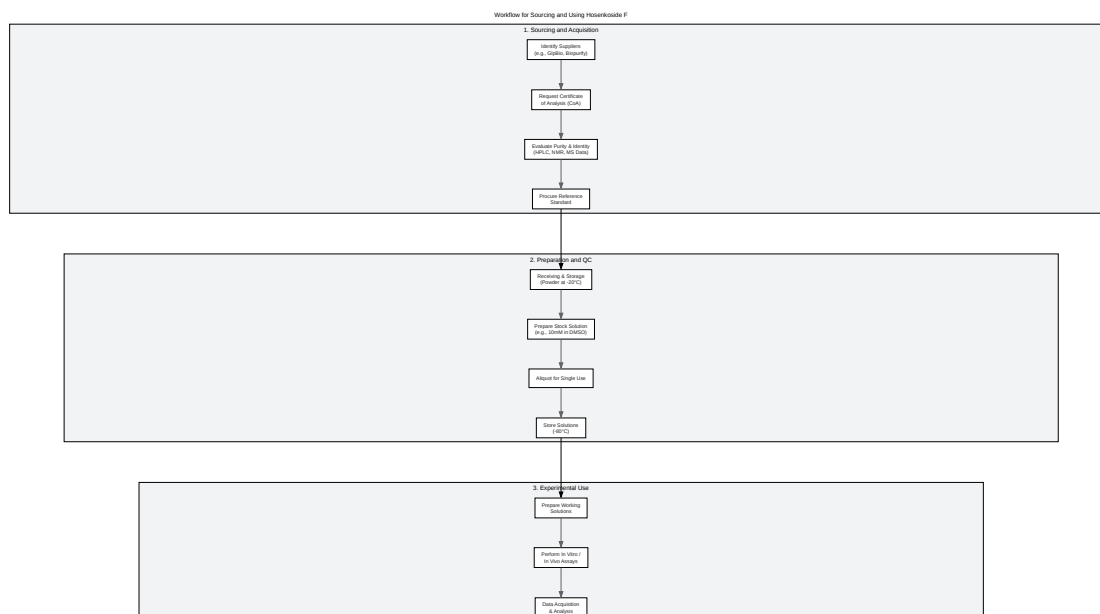 Workflow for Sourcing and Using Hosenkoside F
1. Sourcing and Acquisition
Identify Suppliers
(e.g., GlpBio, Biopurify)
Request Certificate
of Analysis (CoA)
Evaluate Purity & Identity
(HPLC, NMR, MS Data)
Procure Reference
Standard
2. Preparation and QC
Receiving & Storage
(Powder at -20°C)
Prepare Stock Solution
(e.g., 10mM in DMSO)
Aliquot for Single Use
Store Solutions
(-80°C)
3. Experimental Use
Prepare Working
Solutions
Perform In Vitro /
In Vivo Assays
Data Acquisition
& Analysis